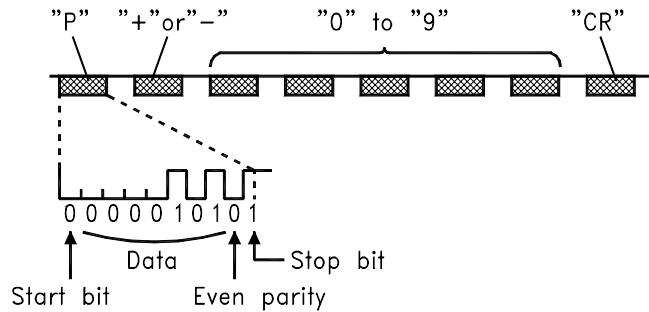 "P" "+"or"-" "0" to "9" "CR"
0 0 0 0 0 1 0 1 0 1
Data
Stop bit
Start bit
Even parity